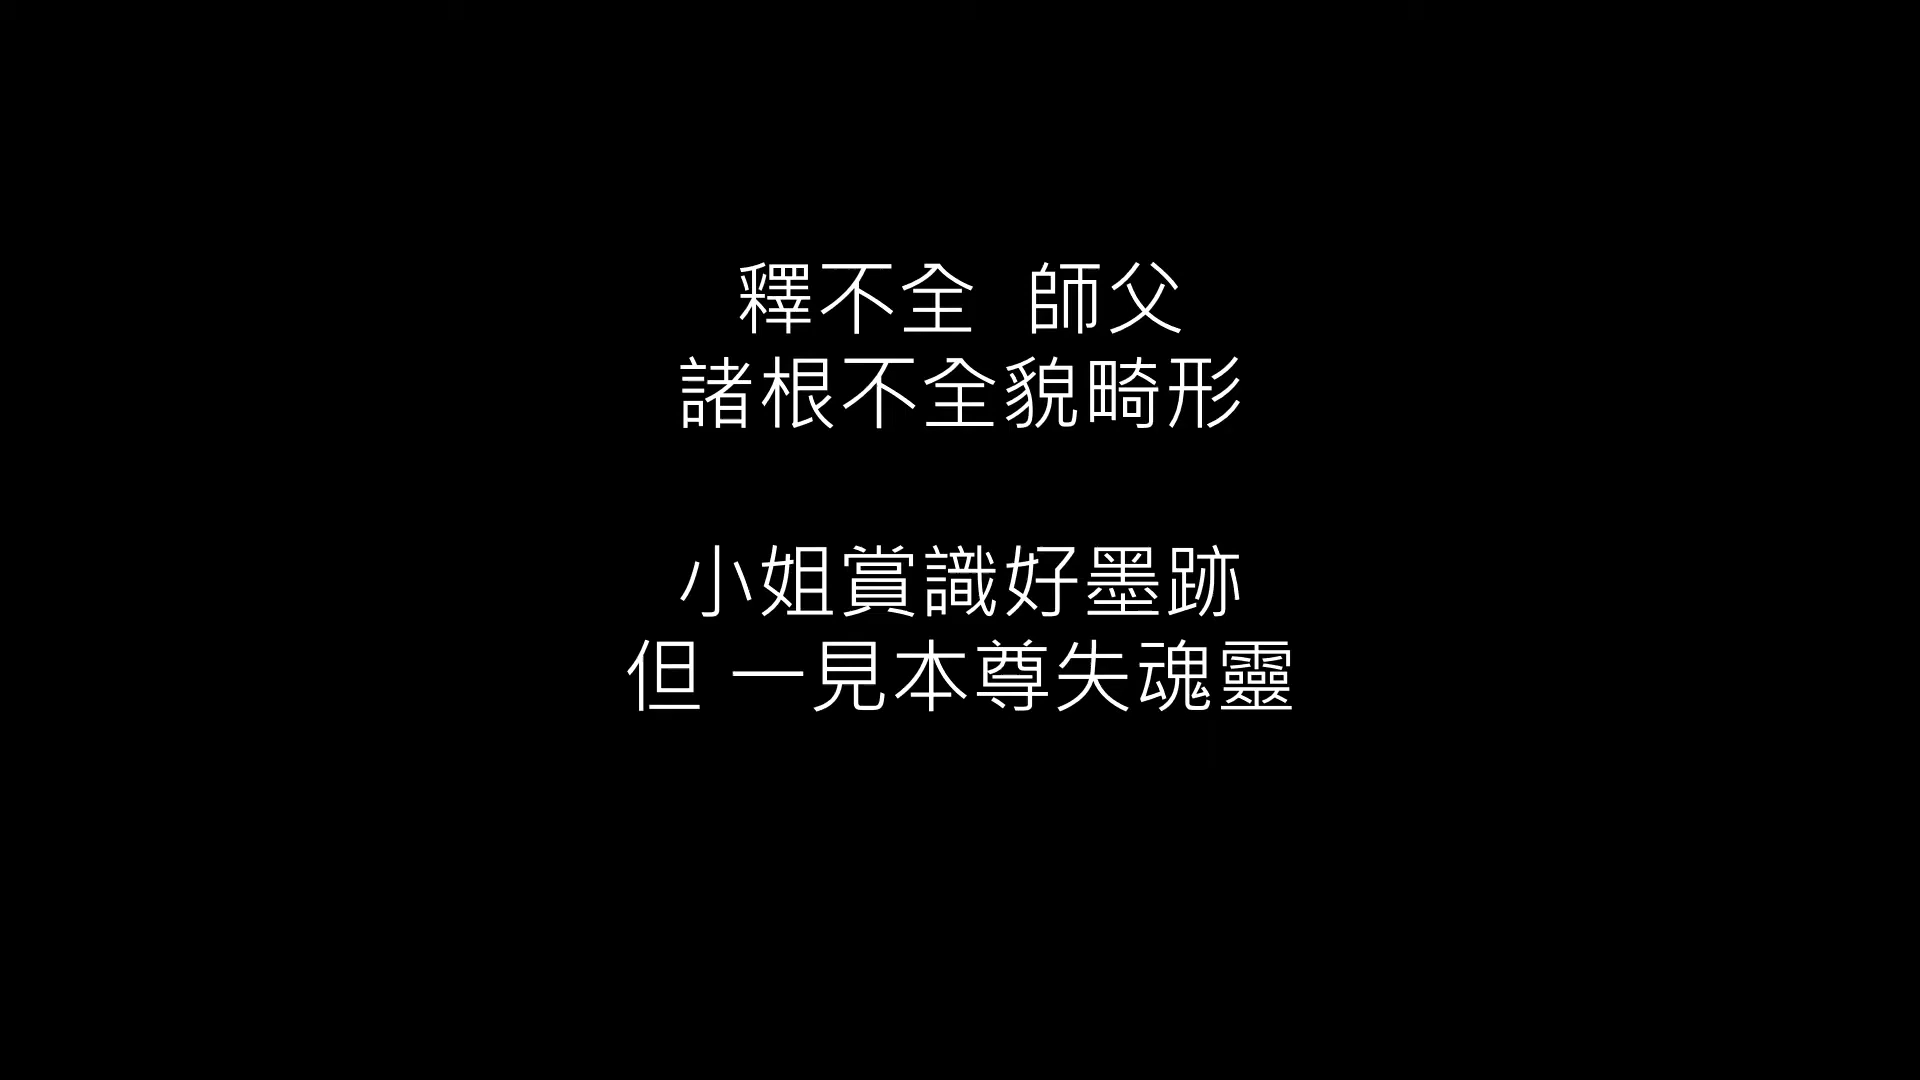 釋不全 師父
諸根不全貌畸形
小姐賞識好墨跡
但 一見本尊失魂靈